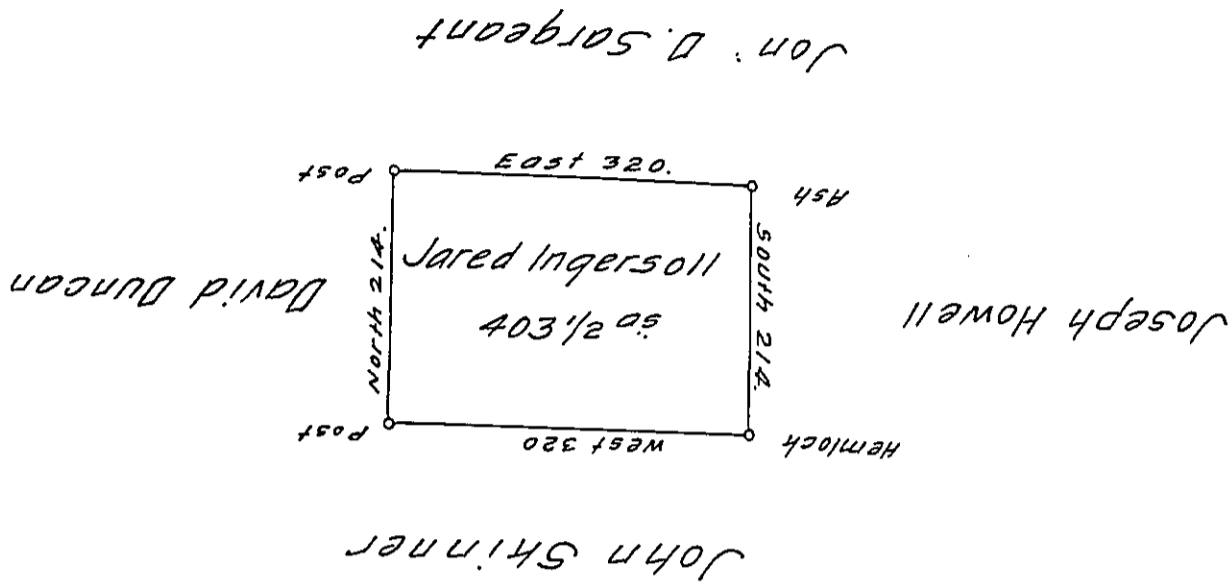 Jon: D. Sargeant
Post
East 320.
Ash
David Duncan
North 214.
Jared Ingersoll
403 1/2 as
South 214.
Joseph Howell
Post
West 320
Hemlock
John Skinner